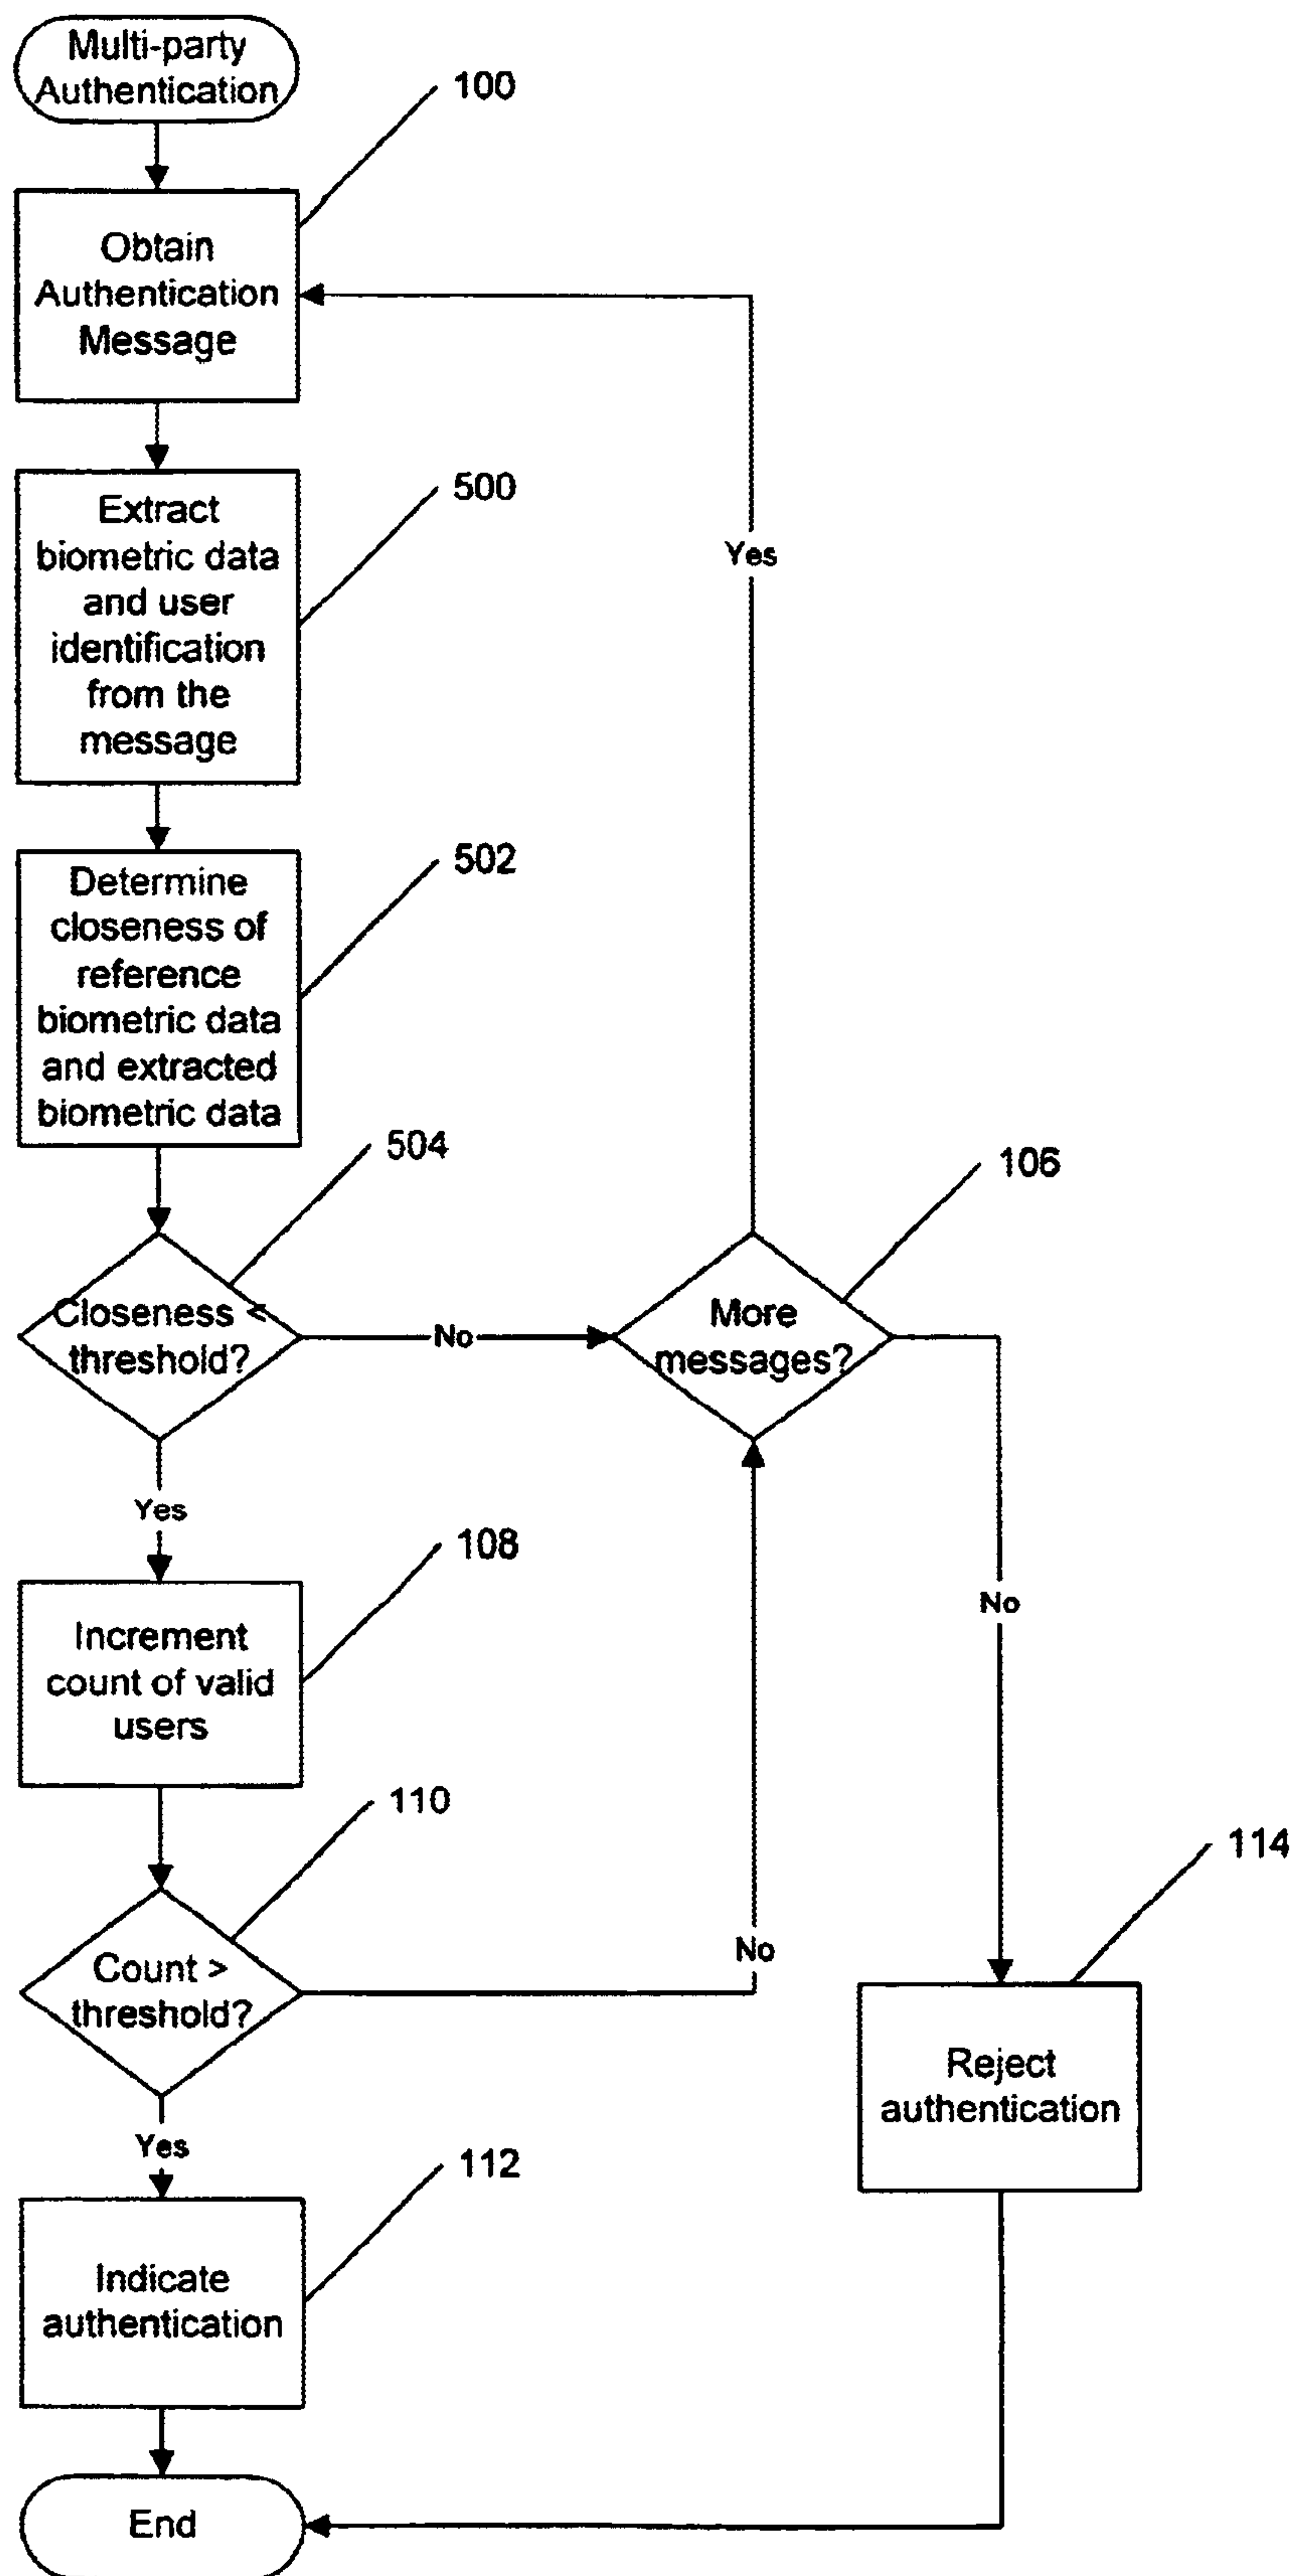 Multi-party
Authentication
100
Obtain
Authentication
Message
500
Extract
biometric data
and user
identification
from the
message
Yes
502
Determine
closeness of
reference
biometric data
and extracted
biometric data
504
106
Closeness <
threshold?
No
More
messages?
Yes
108
No
Increment
count of valid
users
110
114
Count >
threshold?
No
Reject
authentication
Yes
112
Indicate
authentication
End